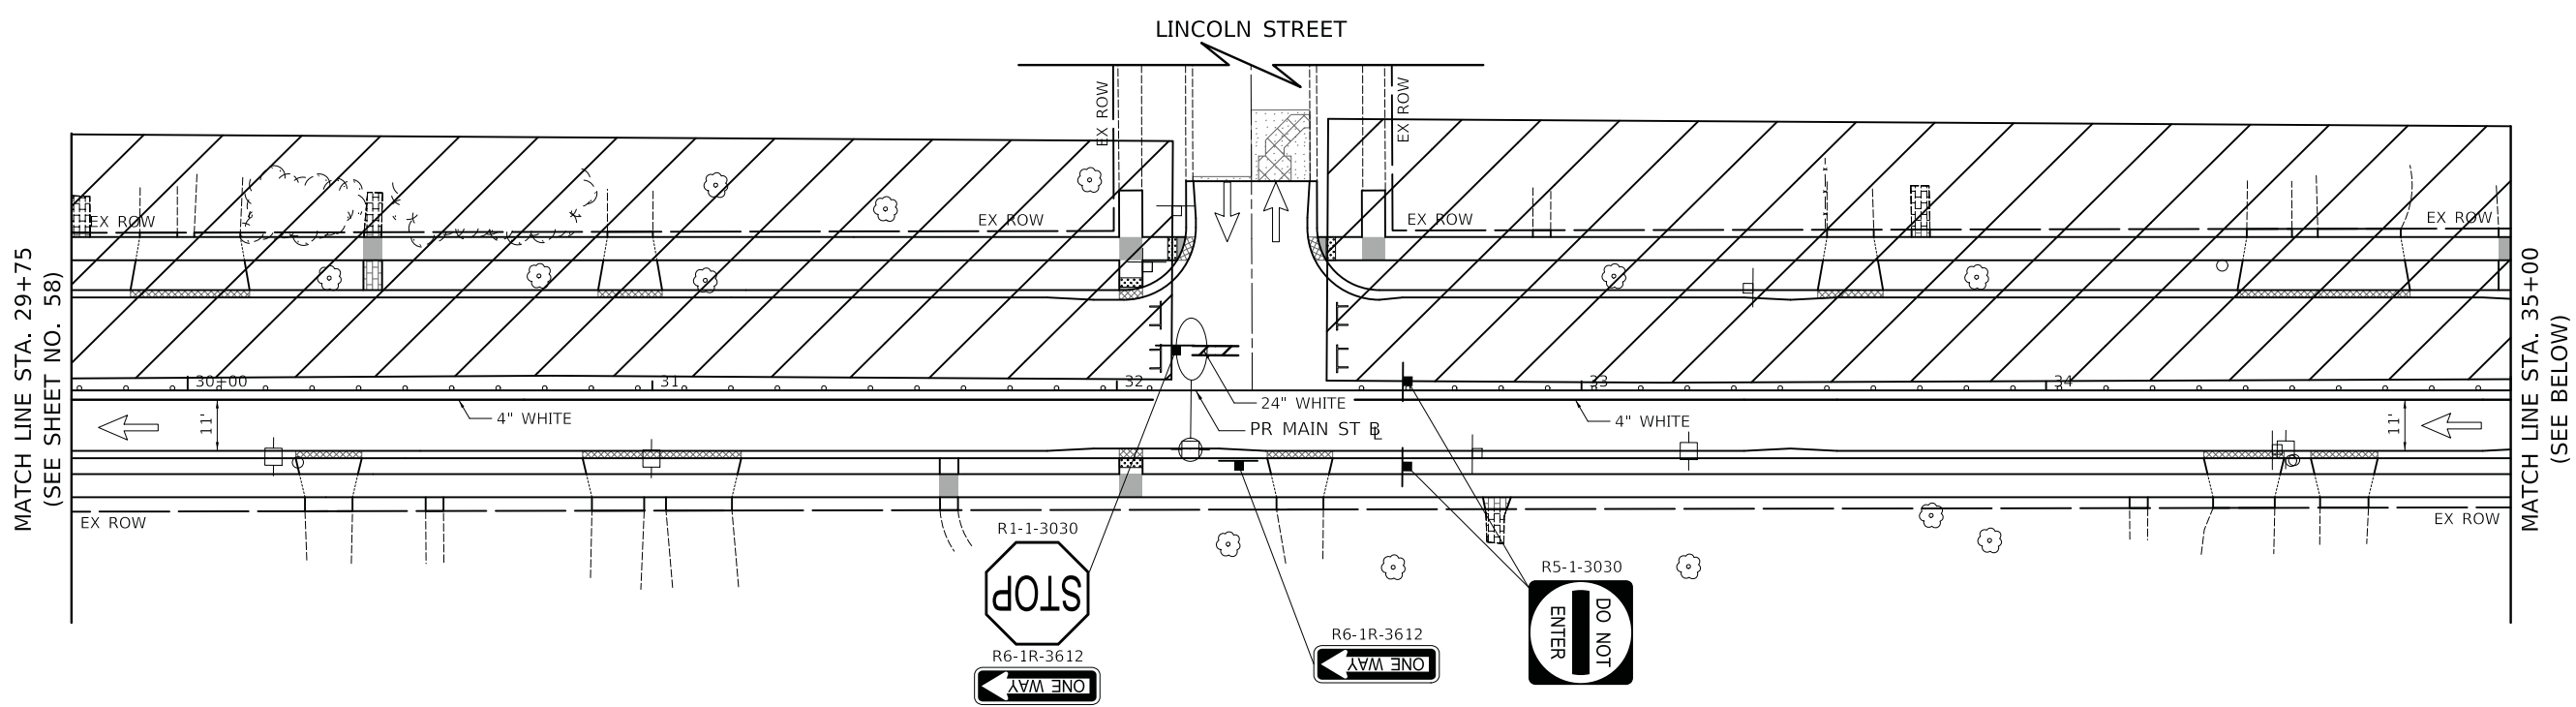 LINCOLN STREET
EX ROW
EX ROW
EX ROW
EX ROW
EX ROW
EX ROW
MATCH LINE STA. 29+75
(SEE SHEET NO. 58)
MATCH LINE STA. 35+00
(SEE BELOW)
30+00
31
32
33
34
11'
4" WHITE
24" WHITE
PR MAIN ST BL
4" WHITE
11'
EX ROW
EX ROW
R1-1-3030
STOP
R6-1R-3612
ONE WAY
R6-1R-3612
ONE WAY
R5-1-3030
DO NOT
ENTER